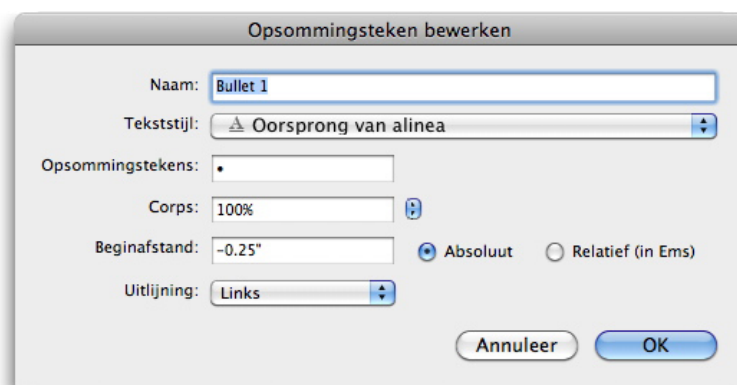 Opsommingsteken bewerken
Naam: Bullet 1
Tekststijl: A Oorsprong van alinea
Opsommingstekens: •
Corps: 100%
Beginafstand: -0.25" Absoluut Relatief (in Ems)
Uitlijning: Links
Annuleer OK